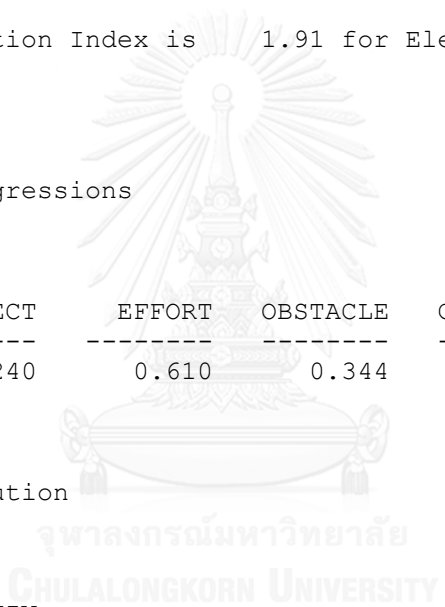 tion Index is 1.91 for Ele
gressions
ECT EFFORT OBSTACLE
--- -------- -------- -
240 0.610 0.344
ution
จุฬาลงกรณ์มหาวิทยาลัย
CHULALONGKORN UNIVERSITY